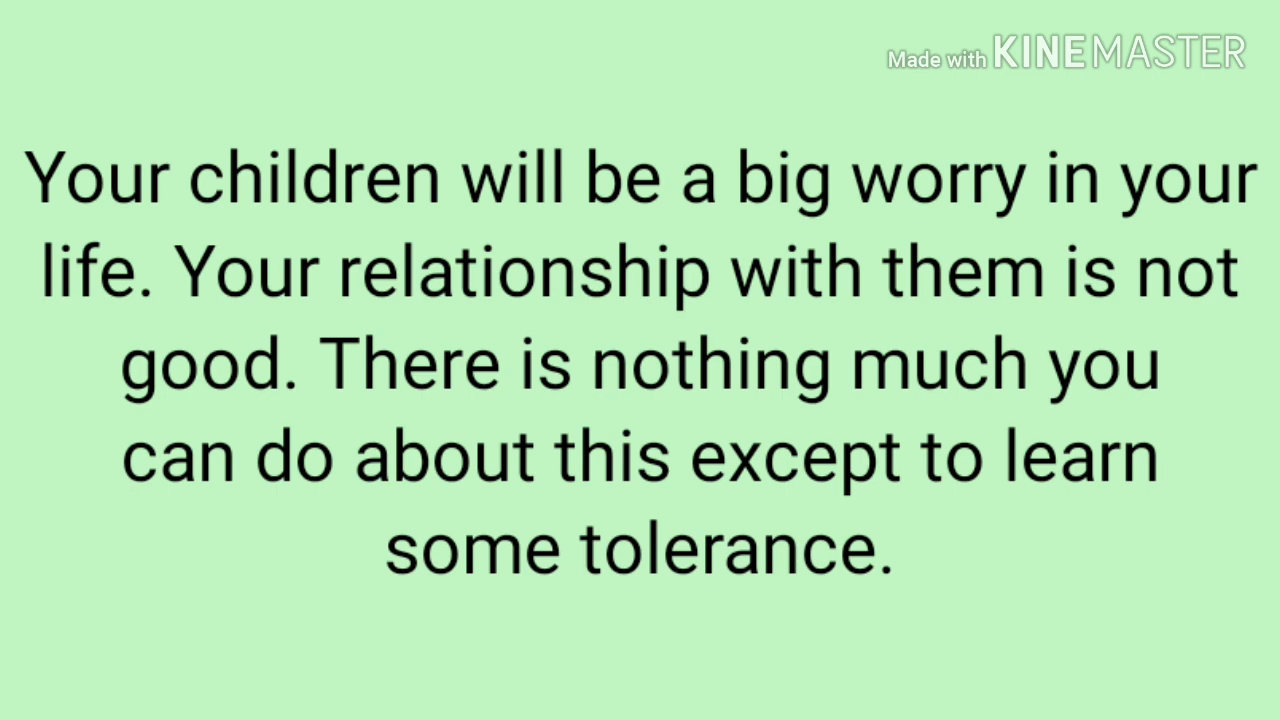 Made with KINEMASTER
Your children will be a big worry in your
life. Your relationship with them is not
good. There is nothing much you
can do about this except to learn
some tolerance.